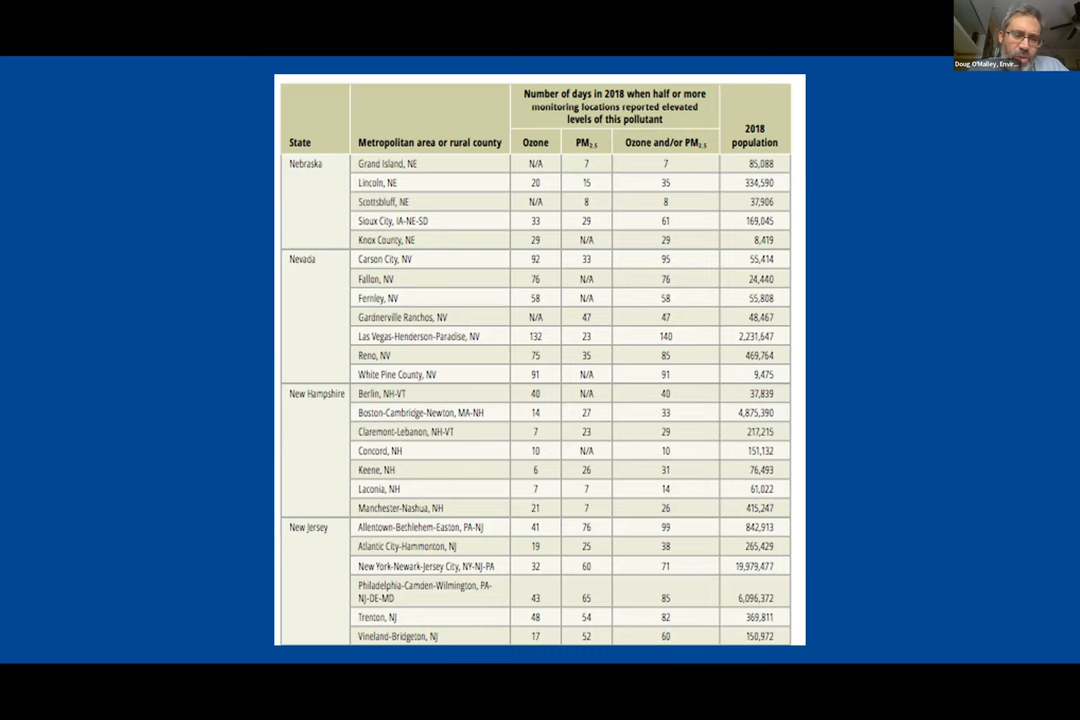 Doug O'Malley, Envir...
Number of days in 2018 when half or more
monitoring locations reported elevated
levels of this pollutant
2018
population
State Metropolitan area or rural county Ozone PM2.5 Ozone and/or PM2.5
Nebraska Grand Island, NE N/A 7 7 85,088
Lincoln, NE 20 15 35 334,590
Scottsbluff, NE N/A 8 8 37,906
Sioux City, IA-NE-SD 33 29 61 169,045
Knox County, NE 29 N/A 29 8,419
Nevada Carson City, NV 92 33 95 55,414
Fallon, NV 76 N/A 76 24,440
Fernley, NV 58 N/A 58 55,808
Gardnerville Ranchos, NV N/A 47 47 48,467
Las Vegas-Henderson-Paradise, NV 132 23 140 2,231,647
Reno, NV 75 35 85 469,764
White Pine County, NV 91 N/A 91 9,475
New Hampshire Berlin, NH-VT 40 N/A 40 37,839
Boston-Cambridge-Newton, MA-NH 14 27 33 4,875,390
Claremont-Lebanon, NH-VT 7 23 29 217,215
Concord, NH 10 N/A 10 151,132
Keene, NH 6 26 31 76,493
Laconia, NH 7 7 14 61,022
Manchester-Nashua, NH 21 7 26 415,247
New Jersey Allentown-Bethlehem-Easton, PA-NJ 41 76 99 842,913
Atlantic City-Hammonton, NJ 19 25 38 265,429
New York-Newark-Jersey City, NY-NJ-PA 32 60 71 19,979,477
Philadelphia-Camden-Wilmington, PA-
NJ-DE-MD 43 65 85 6,096,372
Trenton, NJ 48 54 82 369,811
Vineland-Bridgeton, NJ 17 52 60 150,972